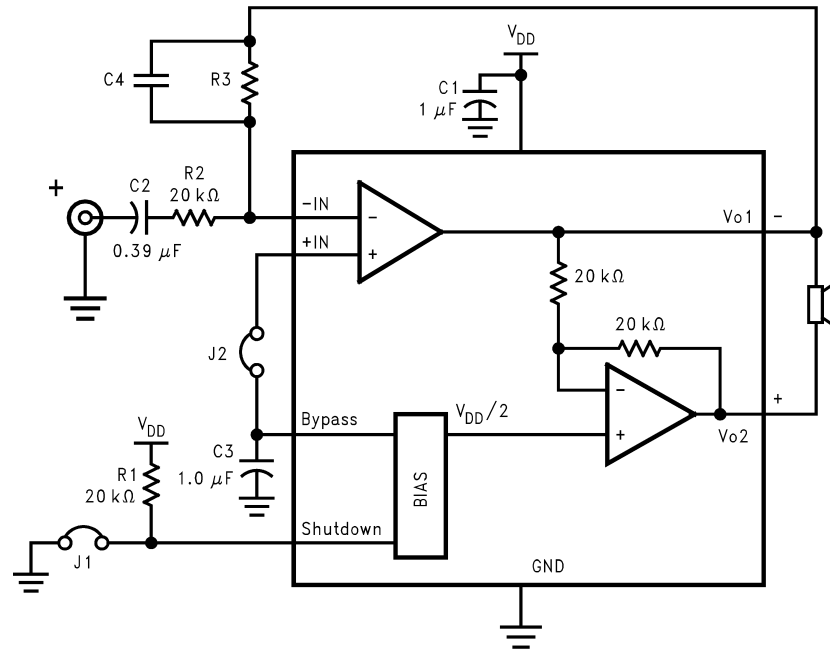 V_DD
C4
R3
C1
1 μF
R2
20 kΩ
+
C2
0.39 μF
-IN
+IN
-
+
Vo1
-
20 kΩ
20 kΩ
J2
-
+
+
Vo2
Bypass
V_DD/2
V_DD
C3
1.0 μF
R1
20 kΩ
BIAS
Shutdown
J1
GND